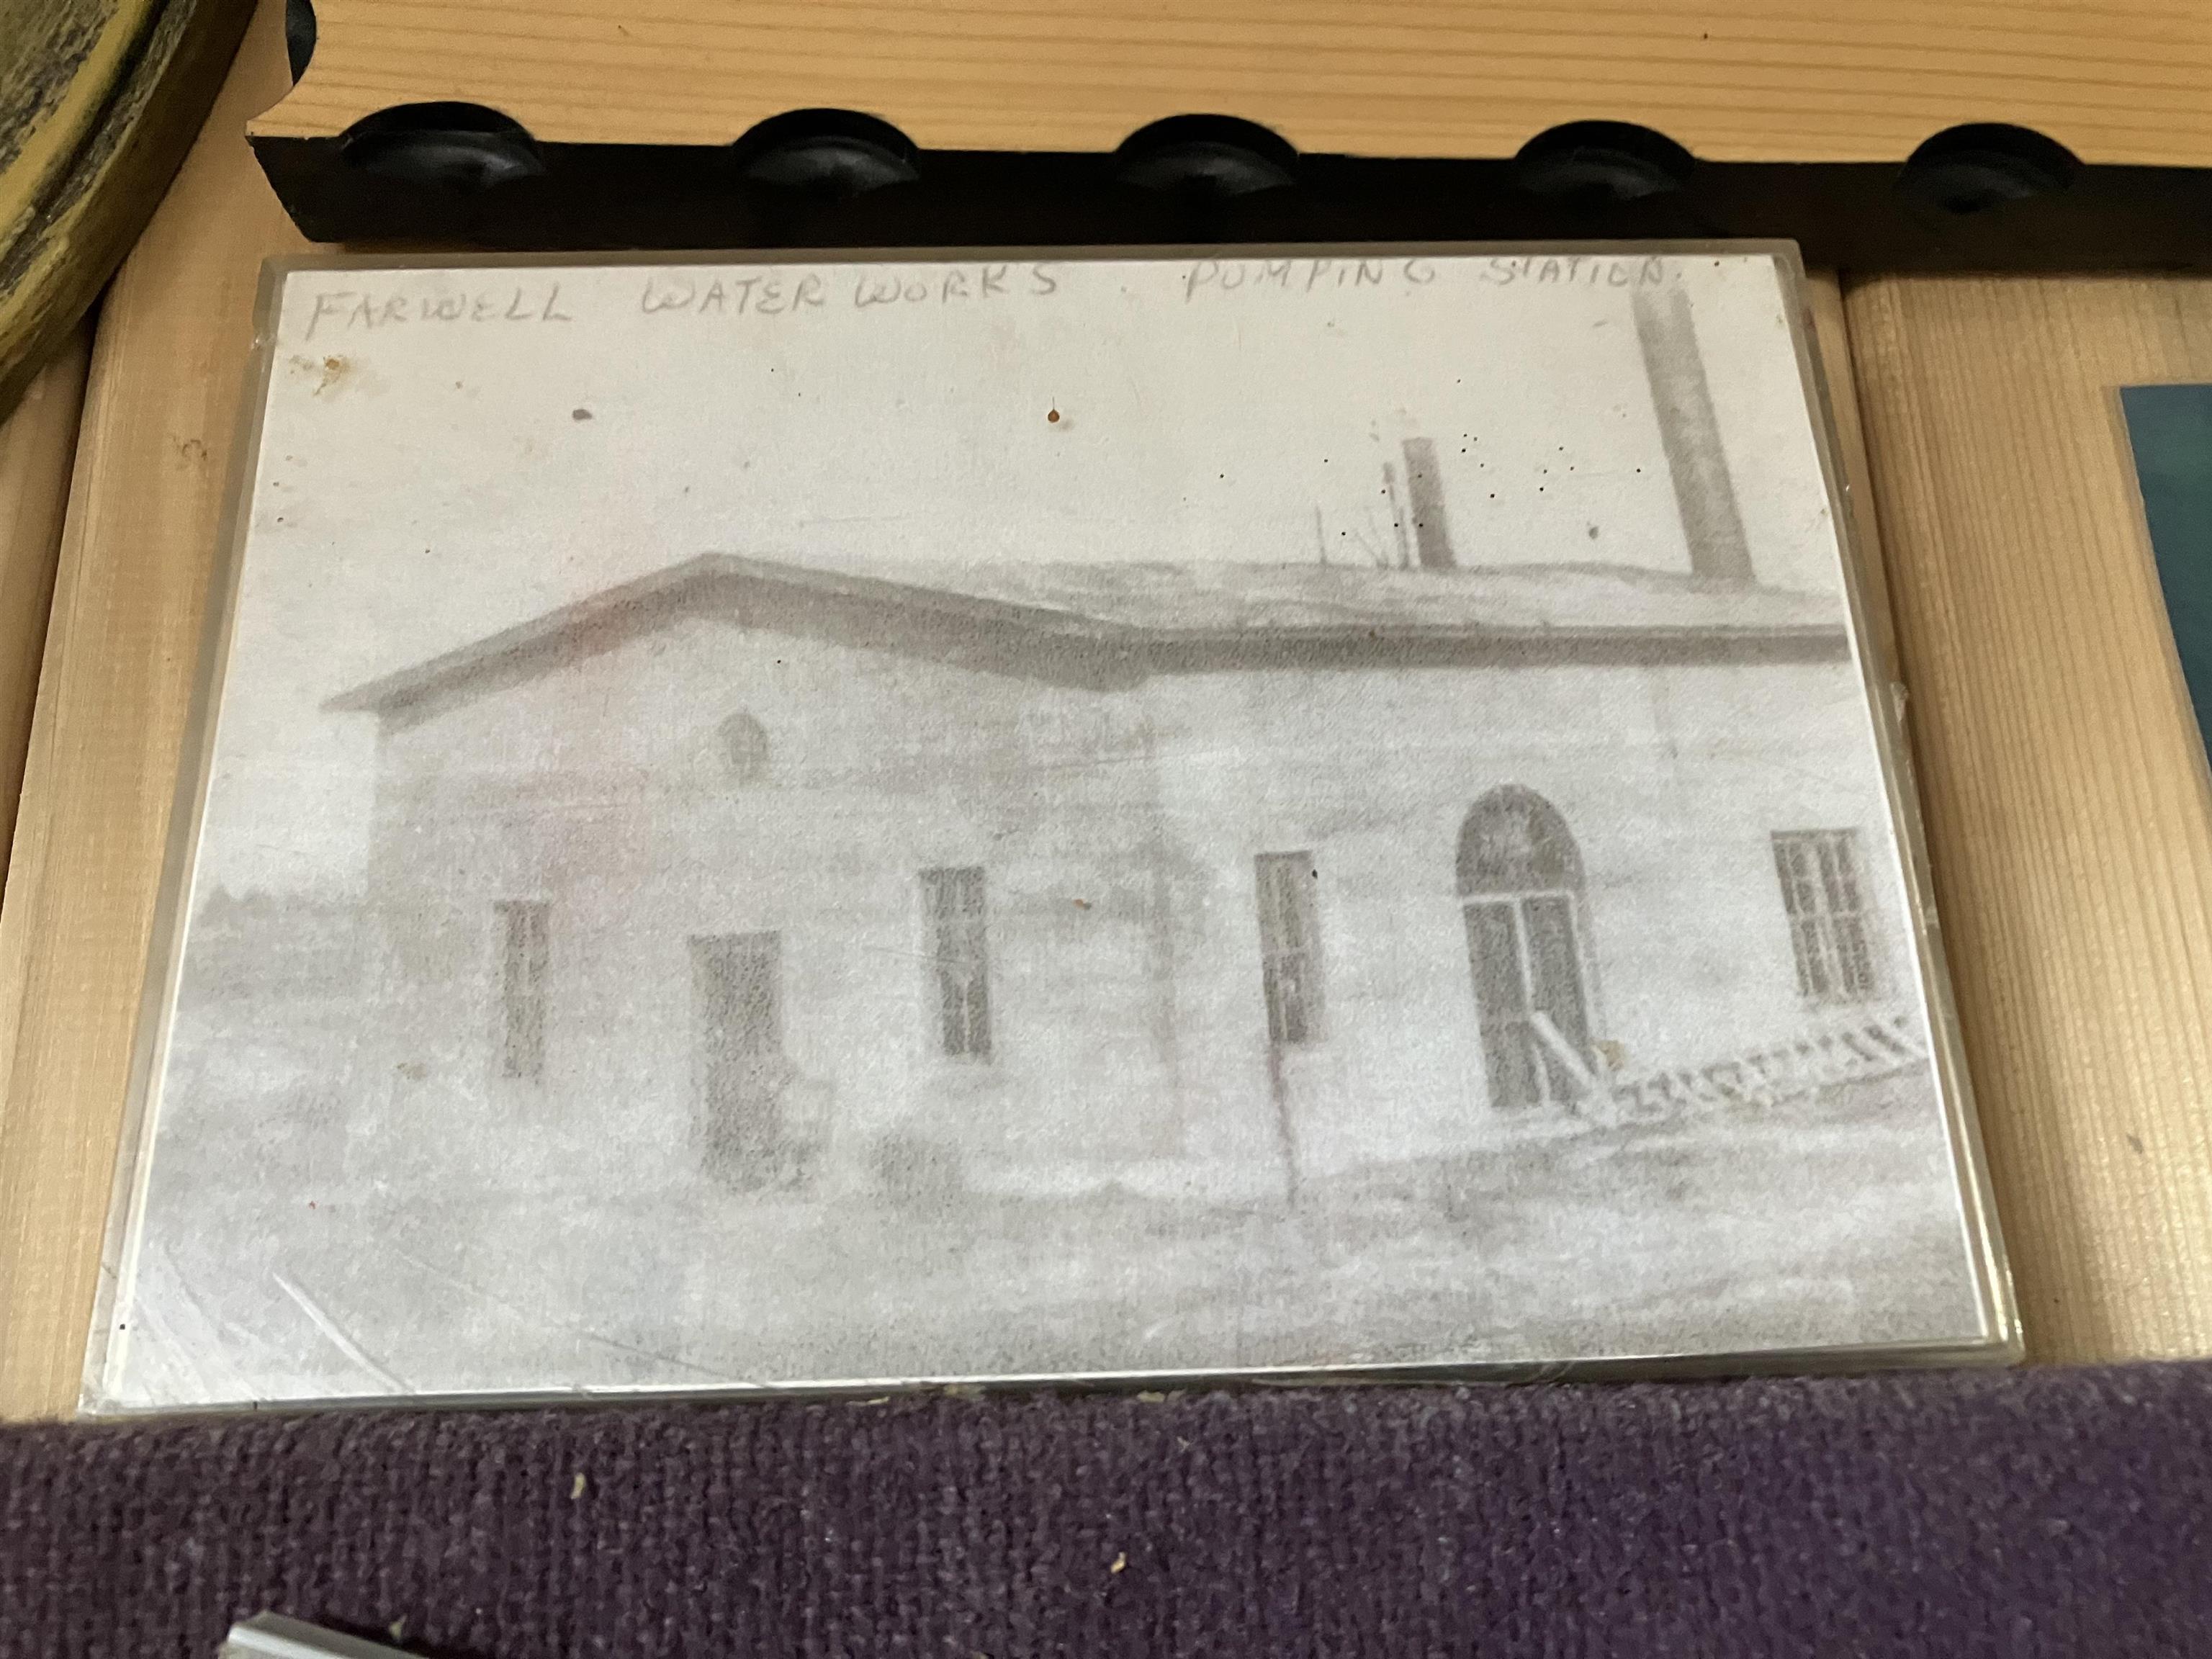 FARWELL WATER WORKS. PUMPING STATION.